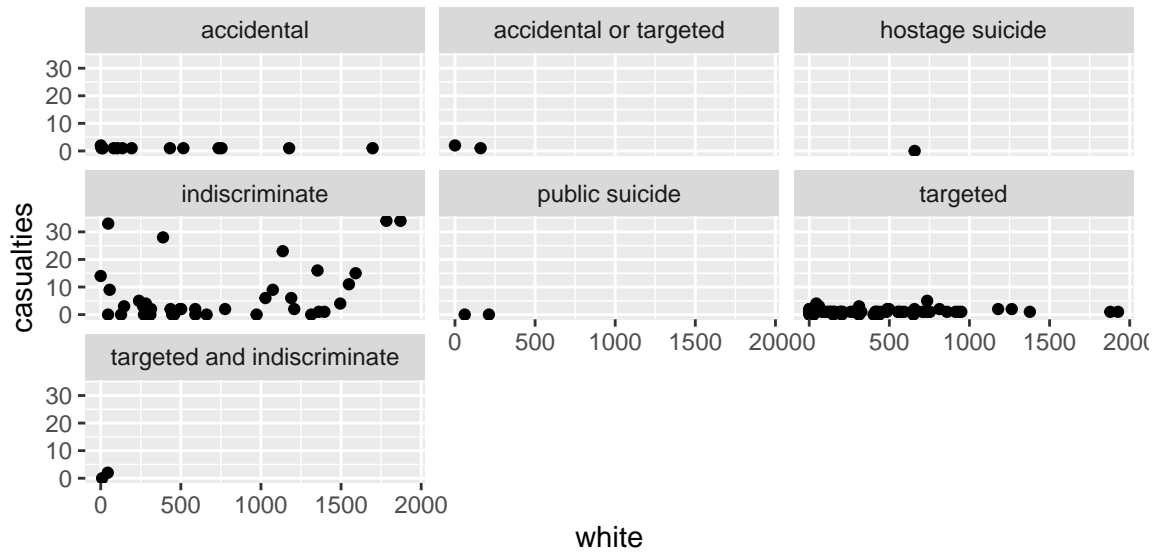 accidental
accidental or targeted
hostage suicide
30
20
10
0
indiscriminate
public suicide
targeted
casualties
30
20
10
0
0 500 1000 1500 2000
0 500 1000 1500 2000
targeted and indiscriminate
30
20
10
0
0 500 1000 1500 2000
white